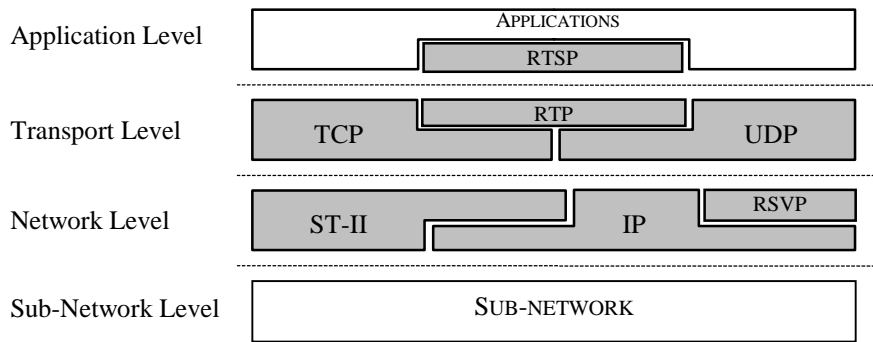 Application Level
APPLICATIONS
RTSP
Transport Level
TCP
RTP
UDP
Network Level
ST-II
IP
RSVP
Sub-Network Level
SUB-NETWORK